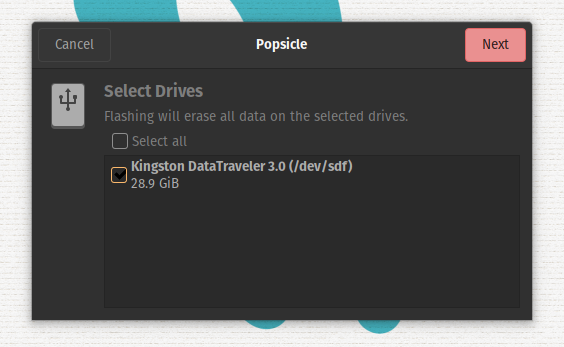 Cancel
Popsicle
Next
Select Drives
Flashing will erase all data on the selected drives.
Select all
Kingston DataTraveler 3.0 (/dev/sdf)
28.9 GiB